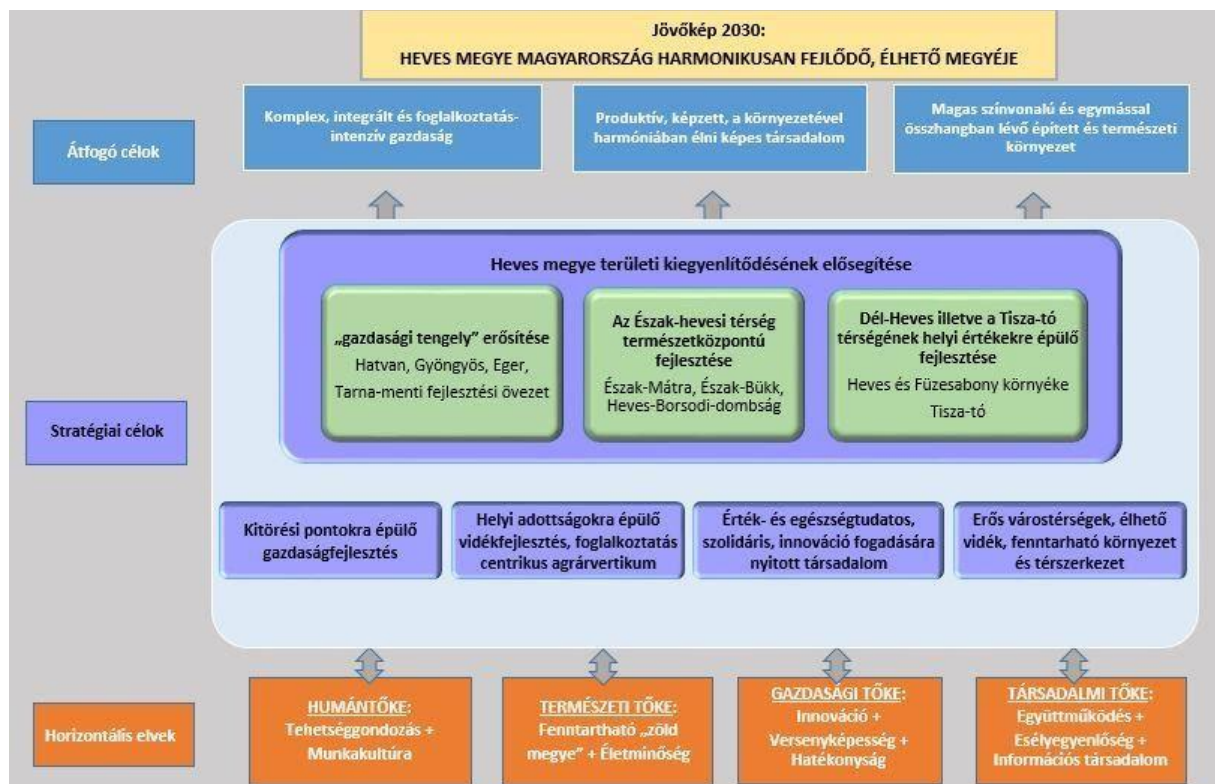 Jövőkép 2030:
HEVES MEGYE MAGYARORSZÁG HARMONIKUSAN FEJLŐDŐ, ÉLHETŐ MEGYÉJE
Átfogó célok
Komplex, integrált és foglalkoztatás-
intenzív gazdaság
Produktív, képzett, a környezetével
harmóniában élni képes társadalom
Magas színvonalú és egymással
összhangban lévő épített és természeti
környezet
Stratégiai célok
Heves megye területi kiegyenlítődésének elősegítése
„gazdasági tengely” erősítése
Hatvan, Gyöngyös, Eger,
Tarna-menti fejlesztési övezet
Az Észak-hevesi térség
természetközpontú
fejlesztése
Észak-Mátra, Észak-Bükk,
Heves-Borsodi-dombság
Dél-Heves illetve a Tisza-tó
térségének helyi értékekre épülő
fejlesztése
Heves és Füzesabony környéke
Tisza-tó
Kitörési pontokra épülő
gazdaságfejlesztés
Helyi adottságokra épülő
vidékfejlesztés, foglalkoztatás
centrikus agrárvertikum
Érték- és egészségtudatos,
szolidáris, innováció fogadására
nyitott társadalom
Erős várostérségek, élhető
vidék, fenntarható környezet
és térszerkezet
Horizontális elvek
HUMÁNTŐKE:
Tehetséggondozás +
Munkakultúra
TERMÉSZETI TŐKE:
Fenntartható „zöld
megye” + Életminőség
GAZDASÁGI TŐKE:
Innováció +
Versenyképesség +
Hatékonyság
TÁRSADALMI TŐKE:
Együttműködés +
Esélyegyenlőség +
Információs társadalom